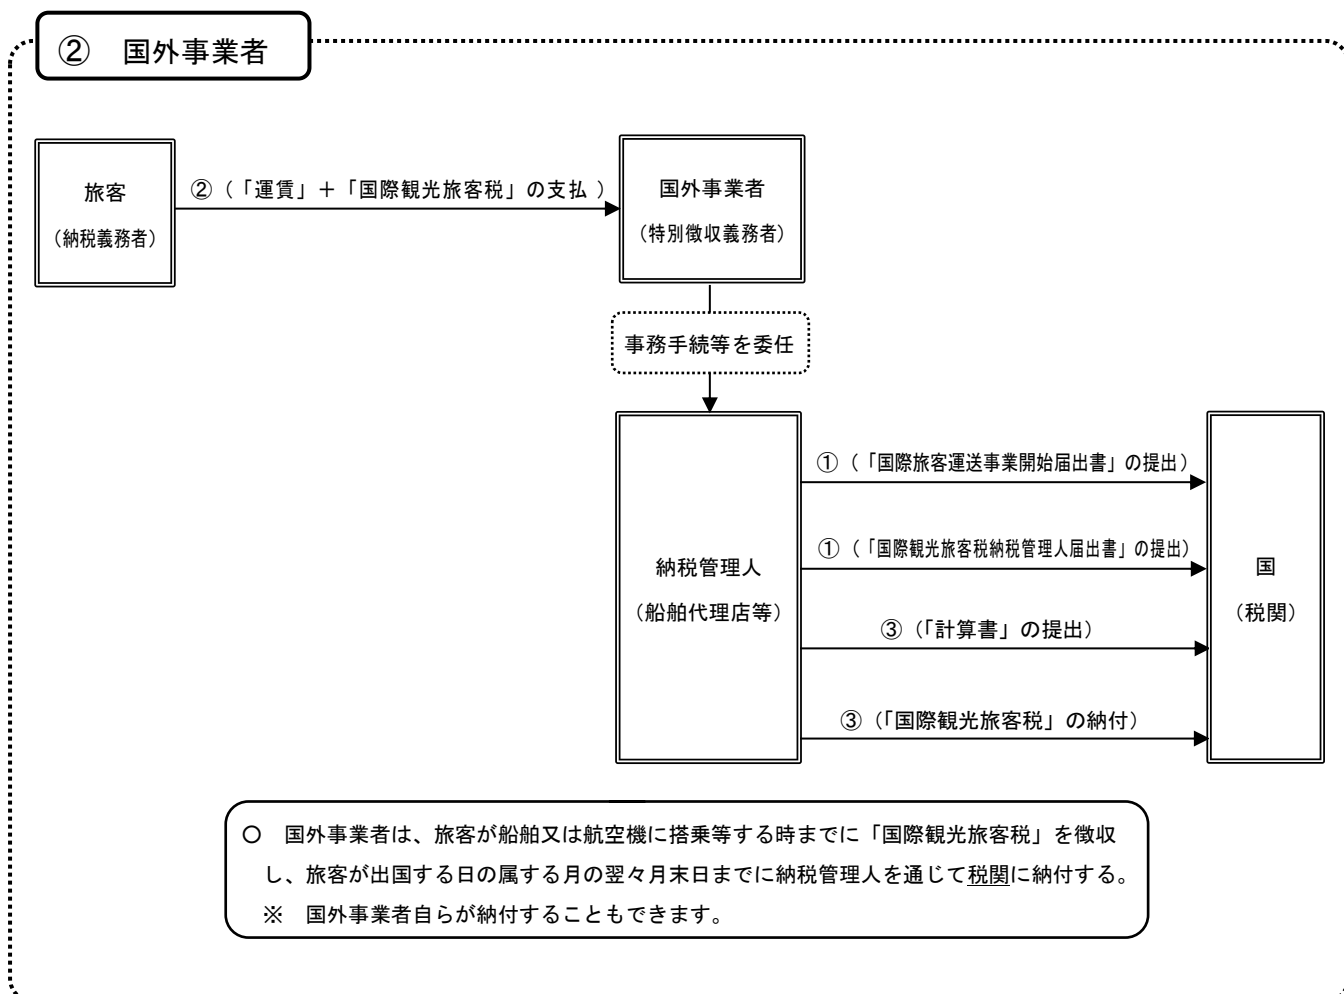 ② 国外事業者
旅客
（納税義務者）
②（「運賃」＋「国際観光旅客税」の支払 ）
国外事業者
（特別徴収義務者）
事務手続等を委任
納税管理人
（船舶代理店等）
①（「国際旅客運送事業開始届出書」の提出）
①（「国際観光旅客税納税管理人届出書」の提出）
③（「計算書」の提出）
③（「国際観光旅客税」の納付）
国
（税関）
○ 国外事業者は、旅客が船舶又は航空機に搭乗等する時までに「国際観光旅客税」を徴収
し、旅客が出国する日の属する月の翌々月末日までに納税管理人を通じて税関に納付する。
※ 国外事業者自らが納付することもできます。